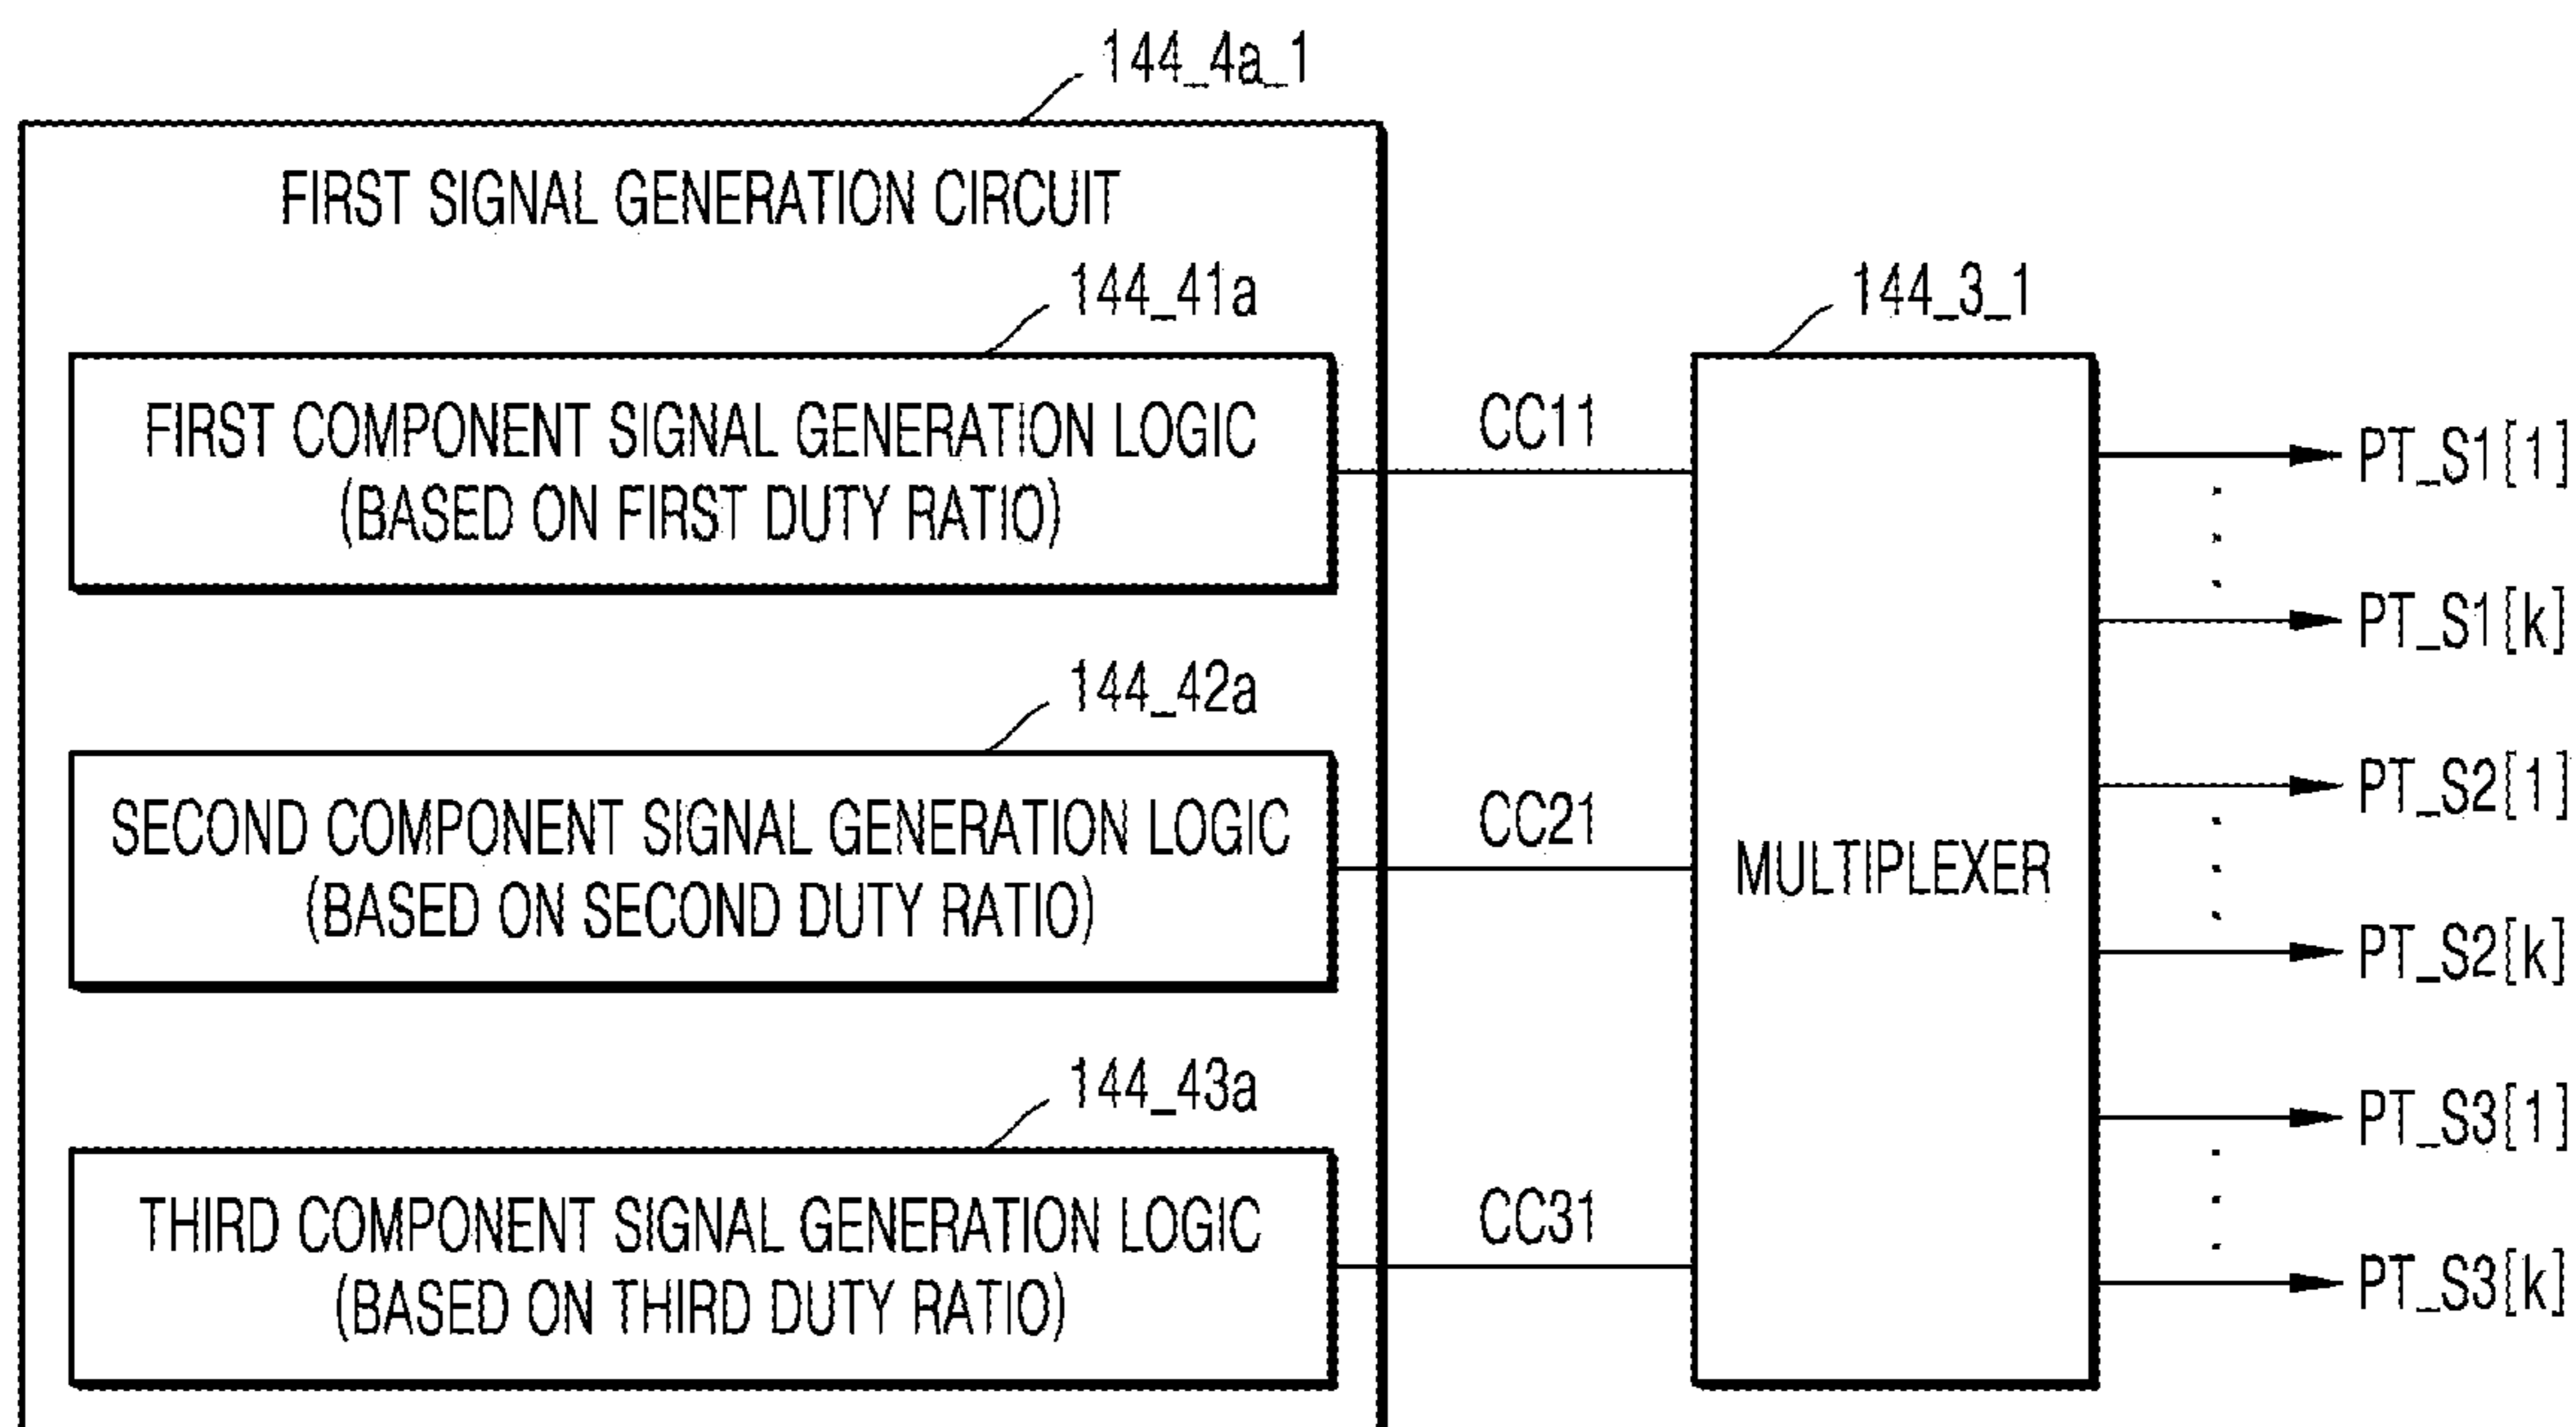 144_4a_1
FIRST SIGNAL GENERATION CIRCUIT
144_41a
FIRST COMPONENT SIGNAL GENERATION LOGIC
(BASED ON FIRST DUTY RATIO)
144_42a
SECOND COMPONENT SIGNAL GENERATION LOGIC
(BASED ON SECOND DUTY RATIO)
144_43a
THIRD COMPONENT SIGNAL GENERATION LOGIC
(BASED ON THIRD DUTY RATIO)
CC11
CC21
CC31
144_3_1
MULTIPLEXER
PT_S1[1]
PT_S1[k]
PT_S2[1]
PT_S2[k]
PT_S3[1]
PT_S3[k]